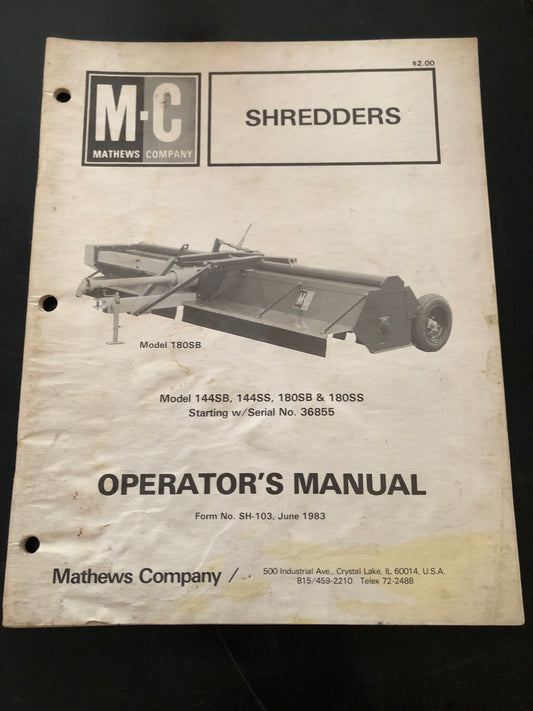 $2.00
M-C
MATHEWS COMPANY
SHREDDERS
M-C
Model 180SB
Model 144SB, 144SS, 180SB & 180SS
Starting w/Serial No. 36855
OPERATOR'S MANUAL
Form No. SH-103, June 1983
Mathews Company /
500 Industrial Ave., Crystal Lake, IL 60014, U.S.A.
815/459-2210 Telex 72-2488